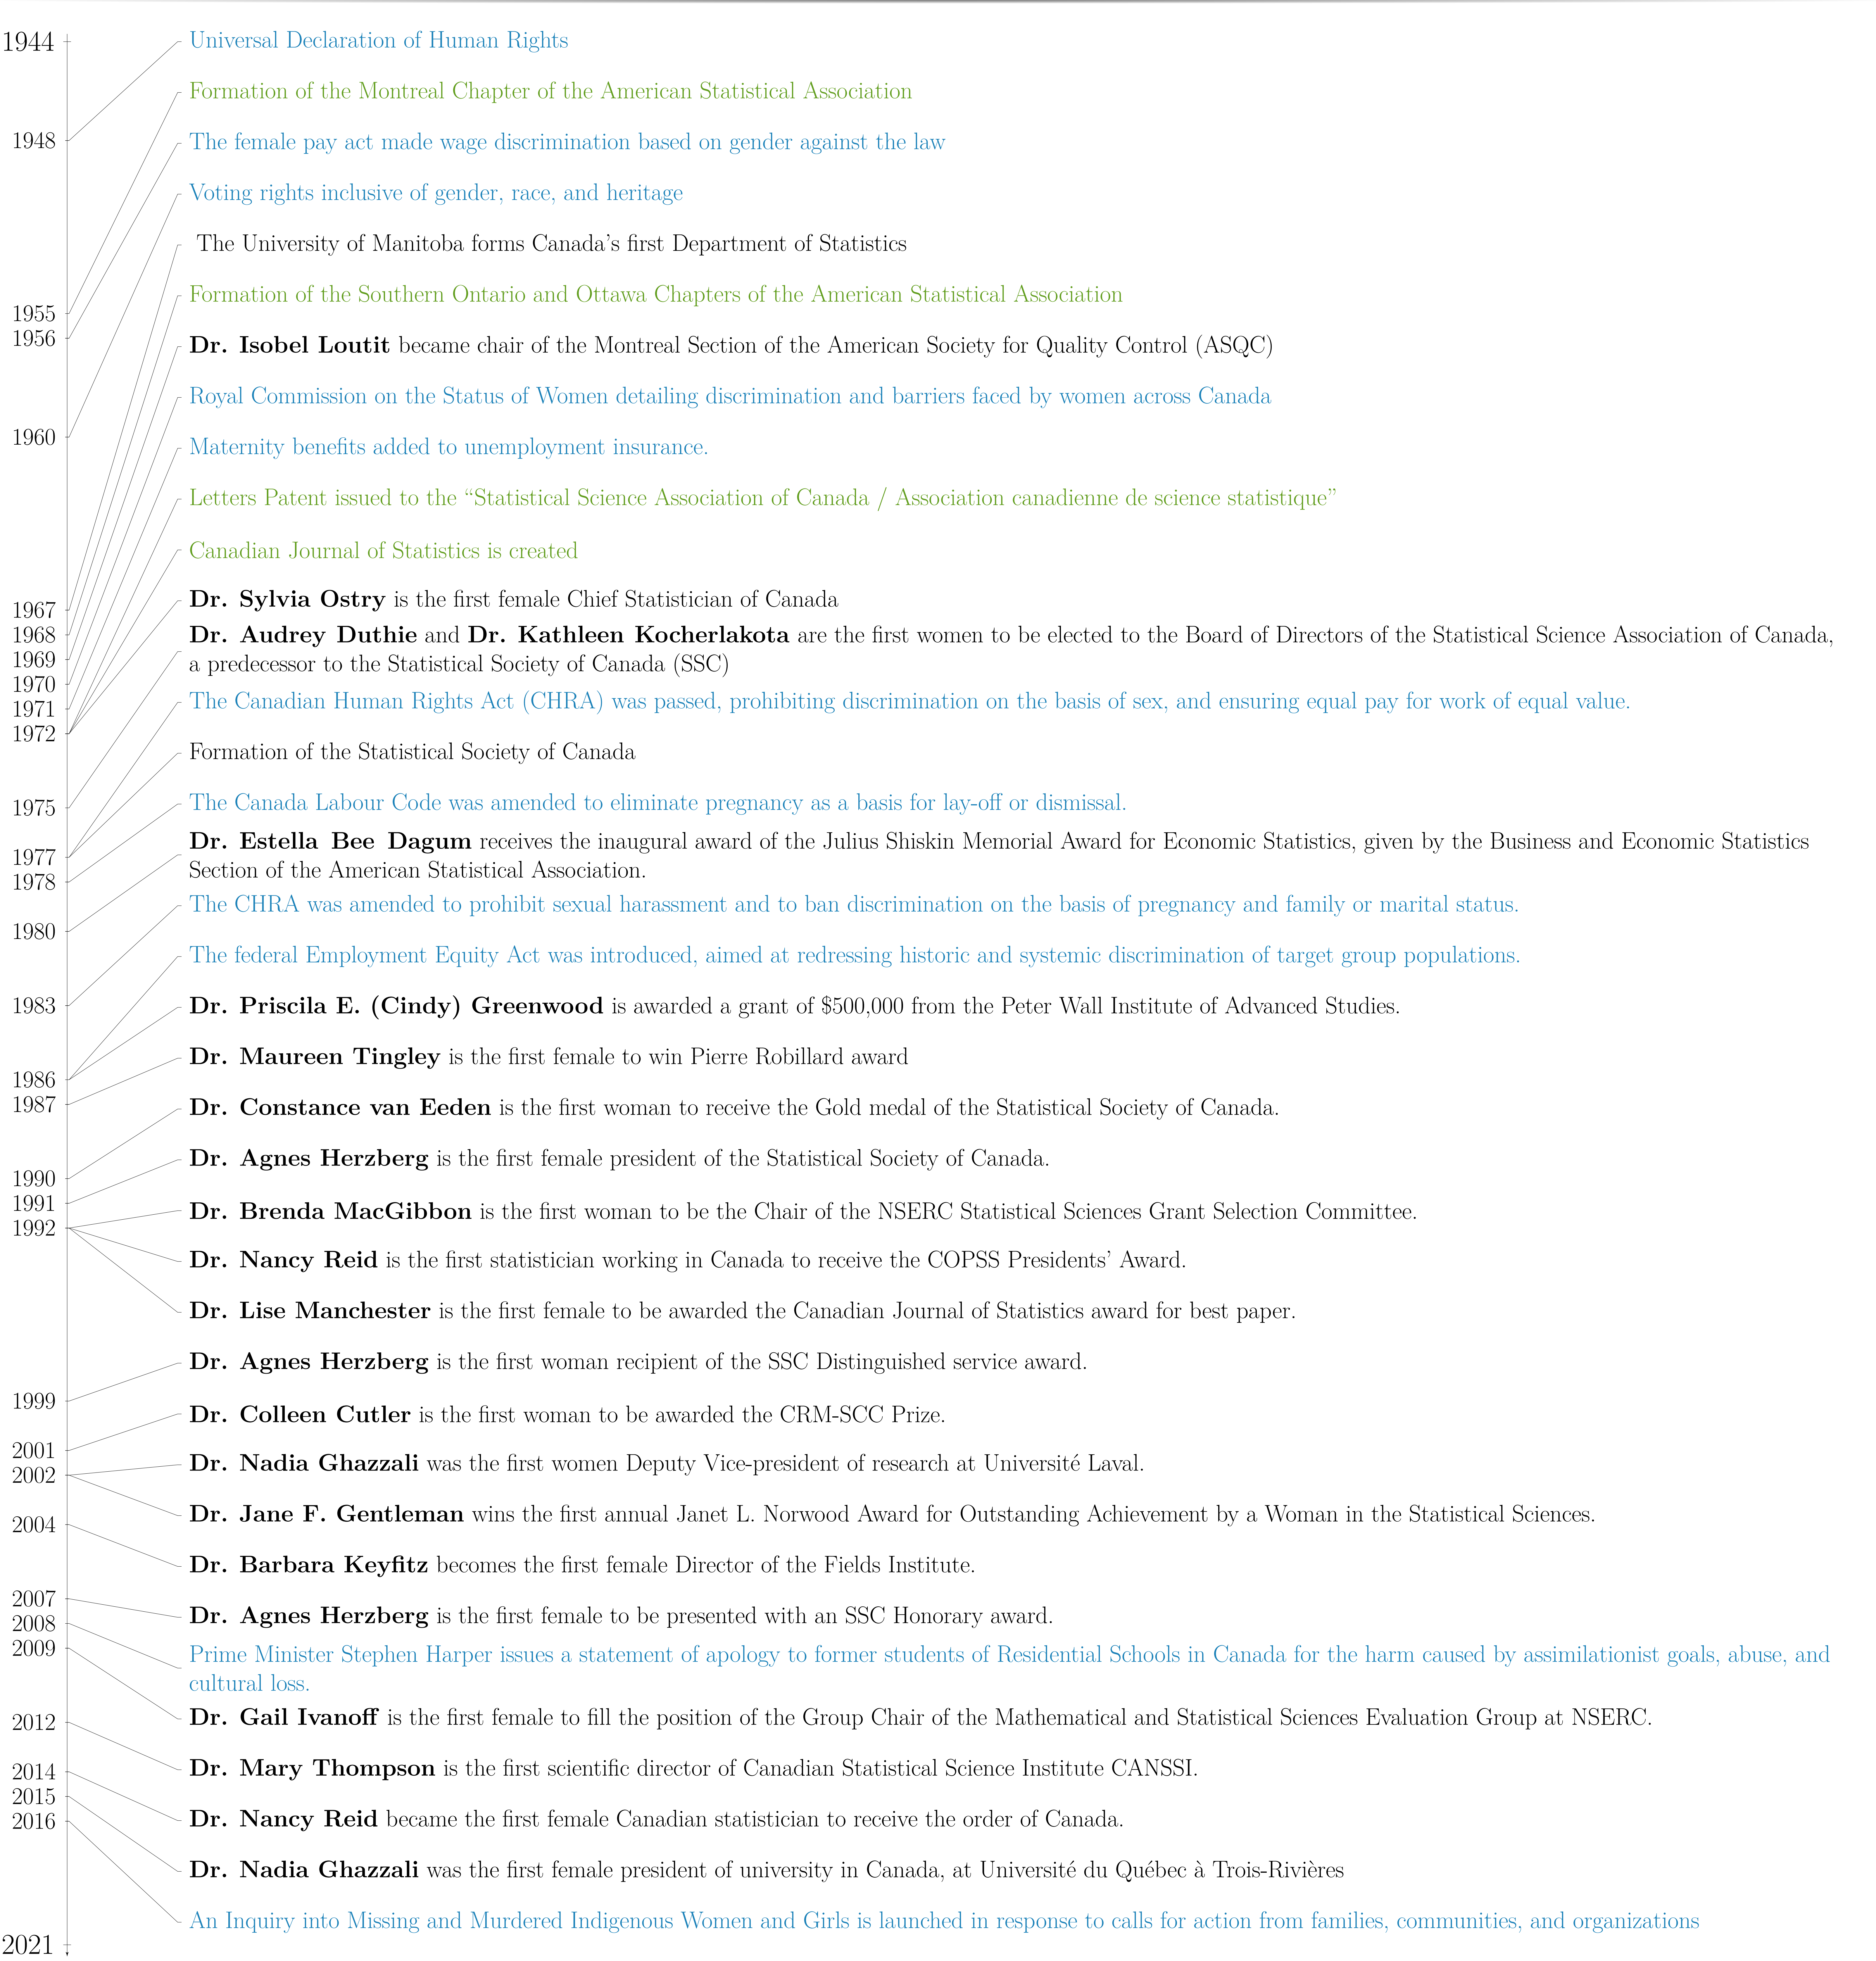 1944
Universal Declaration of Human Rights
Formation of the Montreal Chapter of the American Statistical Association
1948
The female pay act made wage discrimination based on gender against the law
Voting rights inclusive of gender, race, and heritage
The University of Manitoba forms Canada's first Department of Statistics
Formation of the Southern Ontario and Ottawa Chapters of the American Statistical Association
1955
1956
Dr. Isobel Loutit became chair of the Montreal Section of the American Society for Quality Control (ASQC)
Royal Commission on the Status of Women detailing discrimination and barriers faced by women across Canada
1960
Maternity benefits added to unemployment insurance.
Letters Patent issued to the “Statistical Science Association of Canada / Association canadienne de science statistique”
Canadian Journal of Statistics is created
Dr. Sylvia Ostry is the first female Chief Statistician of Canada
1967
1968
Dr. Audrey Duthie and Dr. Kathleen Kocherlakota are the first women to be elected to the Board of Directors of the Statistical Science Association of Canada,
1969
a predecessor to the Statistical Society of Canada (SSC)
1970
The Canadian Human Rights Act (CHRA) was passed, prohibiting discrimination on the basis of sex, and ensuring equal pay for work of equal value.
1971
1972
Formation of the Statistical Society of Canada
The Canada Labour Code was amended to eliminate pregnancy as a basis for lay-off or dismissal.
1975
Dr. Estella Bee Dagum receives the inaugural award of the Julius Shiskin Memorial Award for Economic Statistics, given by the Business and Economic Statistics
1977
Section of the American Statistical Association.
1978
The CHRA was amended to prohibit sexual harassment and to ban discrimination on the basis of pregnancy and family or marital status.
1980
The federal Employment Equity Act was introduced, aimed at redressing historic and systemic discrimination of target group populations.
1983
Dr. Priscila E. (Cindy) Greenwood is awarded a grant of $500,000 from the Peter Wall Institute of Advanced Studies.
Dr. Maureen Tingley is the first female to win Pierre Robillard award
1986
1987
Dr. Constance van Eeden is the first woman to receive the Gold medal of the Statistical Society of Canada.
Dr. Agnes Herzberg is the first female president of the Statistical Society of Canada.
1990
1991
Dr. Brenda MacGibbon is the first woman to be the Chair of the NSERC Statistical Sciences Grant Selection Committee.
1992
Dr. Nancy Reid is the first statistician working in Canada to receive the COPSS Presidents' Award.
Dr. Lise Manchester is the first female to be awarded the Canadian Journal of Statistics award for best paper.
Dr. Agnes Herzberg is the first woman recipient of the SSC Distinguished service award.
1999
Dr. Colleen Cutler is the first woman to be awarded the CRM-SCC Prize.
2001
Dr. Nadia Ghazzali was the first women Deputy Vice-president of research at Université Laval.
2002
Dr. Jane F. Gentleman wins the first annual Janet L. Norwood Award for Outstanding Achievement by a Woman in the Statistical Sciences.
2004
Dr. Barbara Keyfitz becomes the first female Director of the Fields Institute.
2007
Dr. Agnes Herzberg is the first female to be presented with an SSC Honorary award.
2008
2009
Prime Minister Stephen Harper issues a statement of apology to former students of Residential Schools in Canada for the harm caused by assimilationist goals, abuse, and
cultural loss.
Dr. Gail Ivanoff is the first female to fill the position of the Group Chair of the Mathematical and Statistical Sciences Evaluation Group at NSERC.
2012
Dr. Mary Thompson is the first scientific director of Canadian Statistical Science Institute CANSSI.
2014
2015
Dr. Nancy Reid became the first female Canadian statistician to receive the order of Canada.
2016
Dr. Nadia Ghazzali was the first female president of university in Canada, at Université du Québec à Trois-Rivières
An Inquiry into Missing and Murdered Indigenous Women and Girls is launched in response to calls for action from families, communities, and organizations
2021